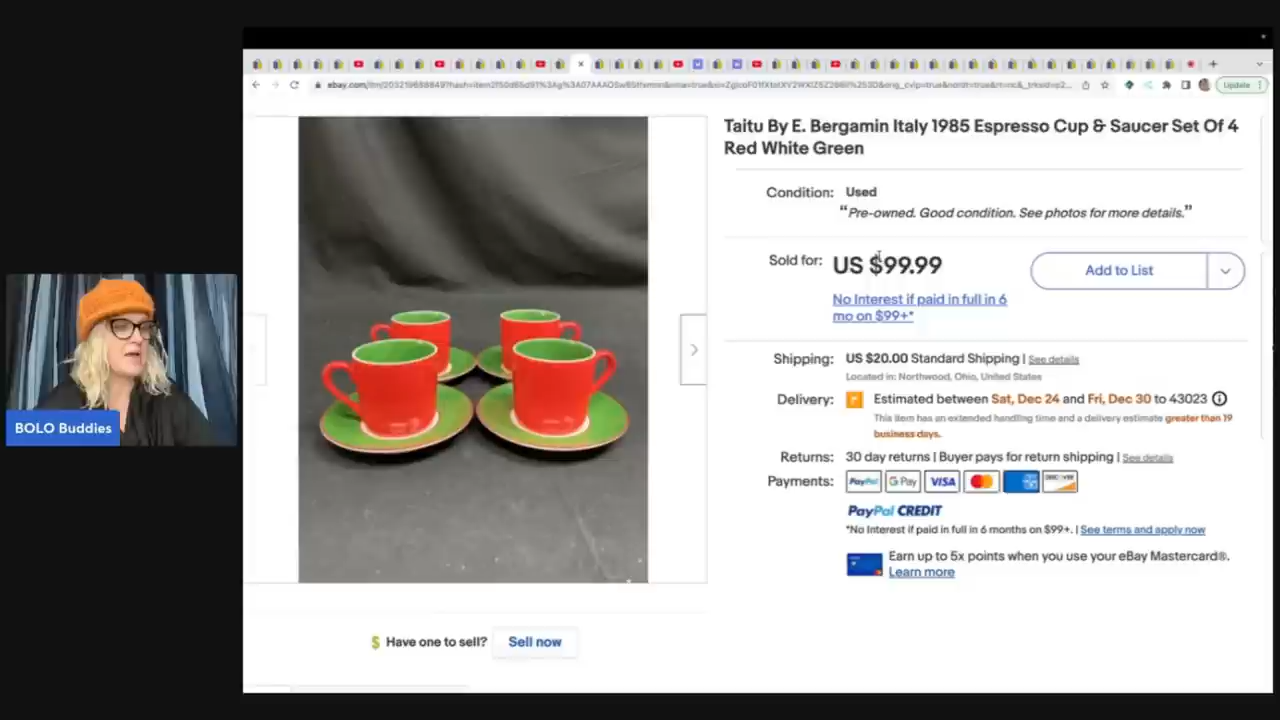 Update
Taitu By E. Bergamin Italy 1985 Espresso Cup & Saucer Set Of 4
Red White Green
Condition: Used
“Pre-owned. Good condition. See photos for more details.”
Sold for: US $99.99
Add to List
No Interest if paid in full in 6
mo on $99+*
Shipping: US $20.00 Standard Shipping | See details
Located in: Northwood, Ohio, United States
Delivery: Estimated between Sat, Dec 24 and Fri, Dec 30 to 43023
This item has an extended handling time and a delivery estimate greater than 19
business days.
BOLO Buddies
Returns: 30 day returns | Buyer pays for return shipping | See details
Payments: PayPal G Pay VISA DISCOVER
PayPal CREDIT
*No Interest if paid in full in 6 months on $99+. | See terms and apply now
Earn up to 5x points when you use your eBay Mastercard®.
Learn more
$ Have one to sell? Sell now